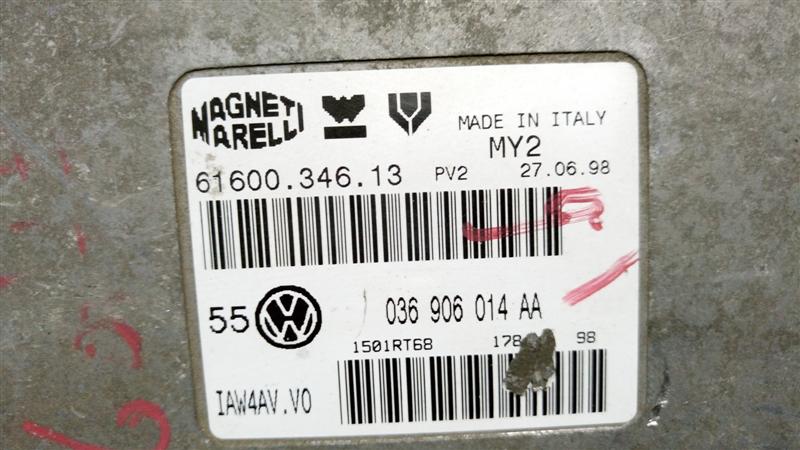 MAGNETI
MARELLI
MADE IN ITALY
MY2
61600.346.13 PV2 27.06.98
55 036 906 014 AA
1501RT68 178 98
IAW4AV.V0